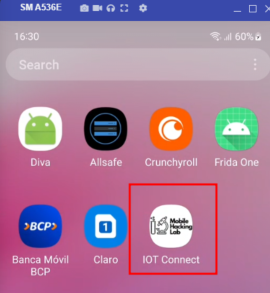 SM A536E
16:30
60%
Search
Diva
Allsafe
Crunchyroll
Frida One
BCP
1
Mobile
Hacking
Lab
Banca Móvil
BCP
Claro
IOT Connect